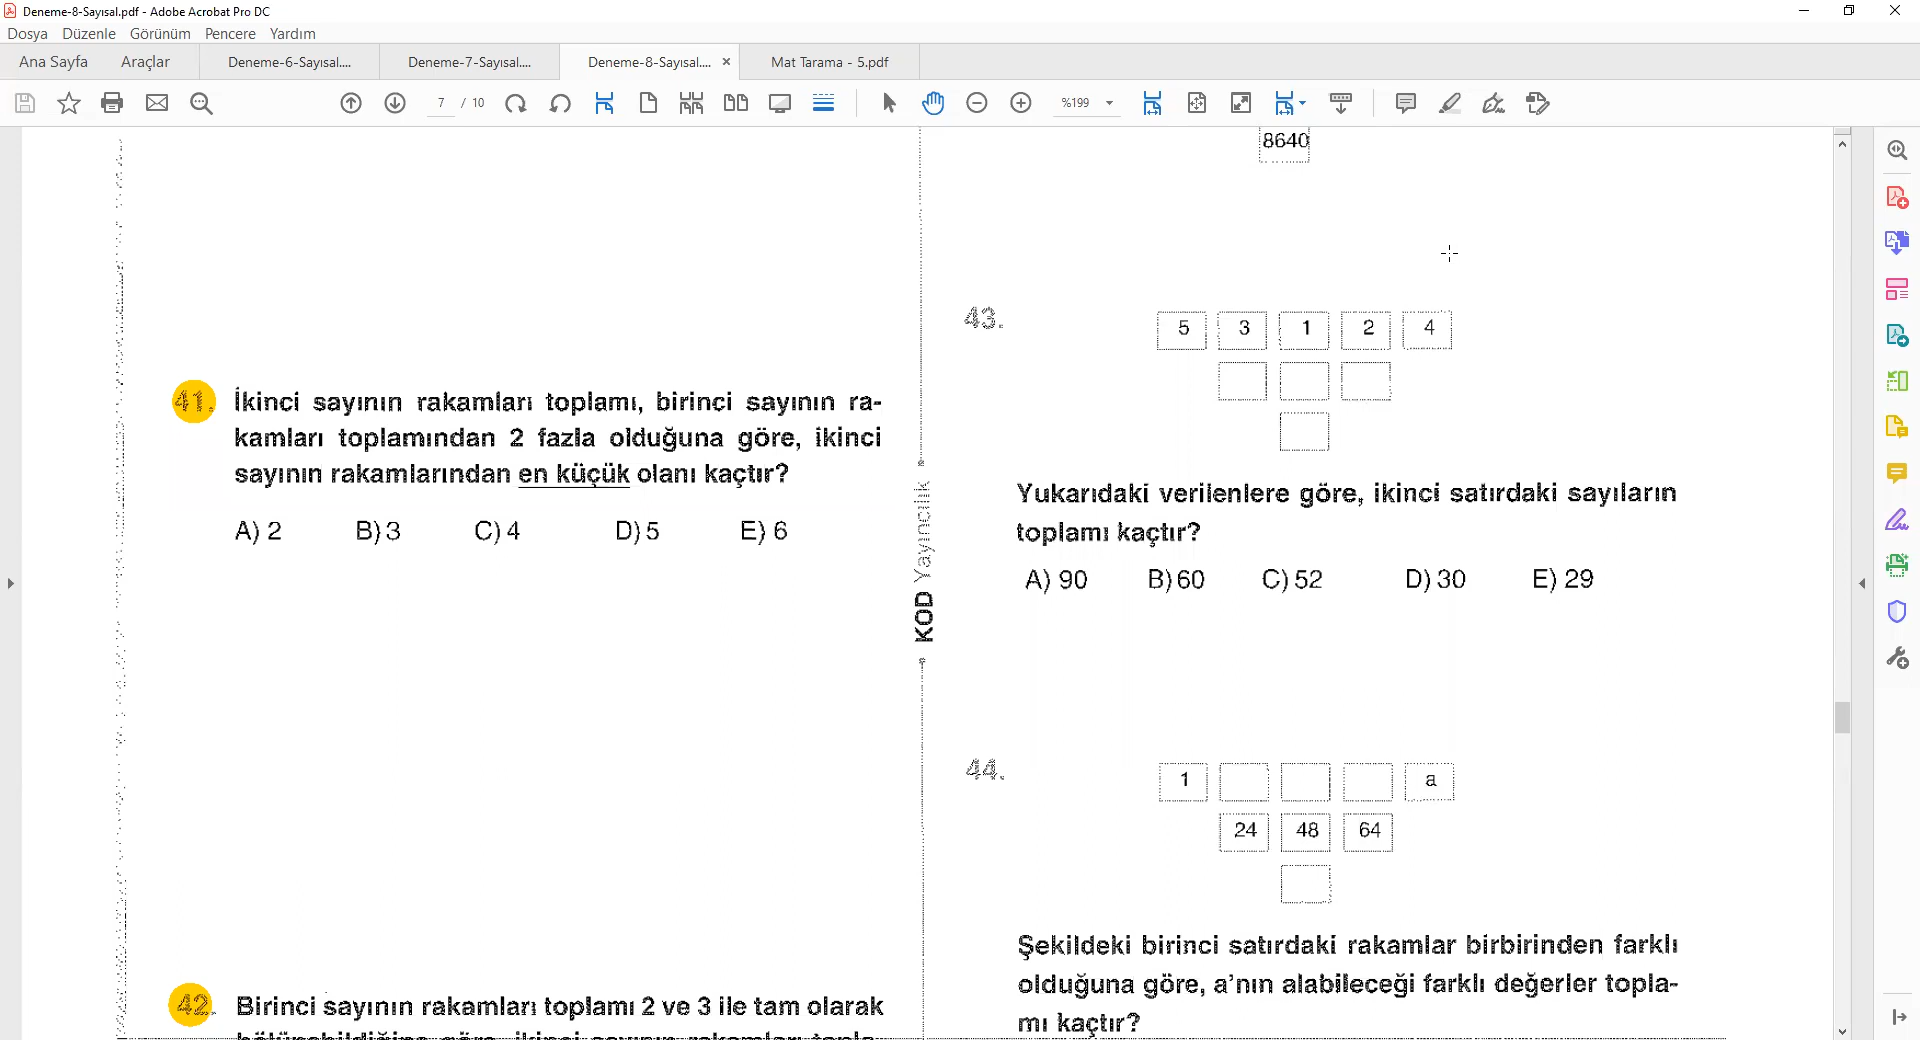 Deneme-8-Sayısal.pdf - Adobe Acrobat Pro DC
Dosya Düzenle Görünüm Pencere Yardım
Ana Sayfa Araçlar Deneme-6-Sayısal.... Deneme-7-Sayısal.... Deneme-8-Sayısal.... Mat Tarama - 5.pdf
7 / 10 %199
41. İkinci sayının rakamları toplamı, birinci sayının ra-
kamları toplamından 2 fazla olduğuna göre, ikinci
sayının rakamlarından en küçük olanı kaçtır?
A) 2 B) 3 C) 4 D) 5 E) 6
42. Birinci sayının rakamları toplamı 2 ve 3 ile tam olarak
KOD Yayıncılık
8640
43.
5 3 1 2 4
Yukarıdaki verilenlere göre, ikinci satırdaki sayıların
toplamı kaçtır?
A) 90 B) 60 C) 52 D) 30 E) 29
44.
1 a
24 48 64
Şekildeki birinci satırdaki rakamlar birbirinden farklı
olduğuna göre, a'nın alabileceği farklı değerler topla-
mı kaçtır?